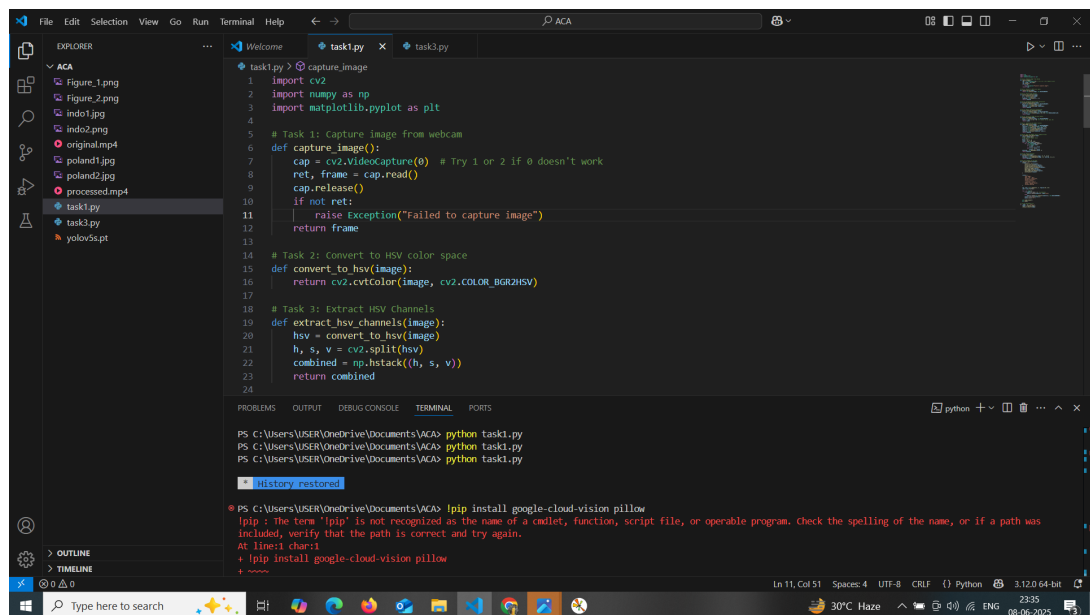 File Edit Selection View Go Run Terminal Help
ACA
EXPLORER
Welcome
task1.py
task3.py
ACA
Figure_1.png
Figure_2.png
indo1.jpg
indo2.png
original.mp4
poland1.jpg
poland2.jpg
processed.mp4
task1.py
task3.py
yolov5s.pt
OUTLINE
TIMELINE
task1.py > capture_image
1 import cv2
2 import numpy as np
3 import matplotlib.pyplot as plt
4
5 # Task 1: Capture image from webcam
6 def capture_image():
7 cap = cv2.VideoCapture(0) # Try 1 or 2 if 0 doesn't work
8 ret, frame = cap.read()
9 cap.release()
10 if not ret:
11 raise Exception("Failed to capture image")
12 return frame
13
14 # Task 2: Convert to HSV color space
15 def convert_to_hsv(image):
16 return cv2.cvtColor(image, cv2.COLOR_BGR2HSV)
17
18 # Task 3: Extract HSV Channels
19 def extract_hsv_channels(image):
20 hsv = convert_to_hsv(image)
21 h, s, v = cv2.split(hsv)
22 combined = np.hstack((h, s, v))
23 return combined
24
PROBLEMS OUTPUT DEBUG CONSOLE TERMINAL PORTS
python
PS C:\Users\USER\OneDrive\Documents\ACA> python task1.py
PS C:\Users\USER\OneDrive\Documents\ACA> python task1.py
PS C:\Users\USER\OneDrive\Documents\ACA> python task1.py
* History restored
PS C:\Users\USER\OneDrive\Documents\ACA> !pip install google-cloud-vision pillow
!pip : The term '!pip' is not recognized as the name of a cmdlet, function, script file, or operable program. Check the spelling of the name, or if a path was
included, verify that the path is correct and try again.
At line:1 char:1
+ !pip install google-cloud-vision pillow
+ ~~~~
0 0
Ln 11, Col 51 Spaces: 4 UTF-8 CRLF {} Python 3.12.0 64-bit
Type here to search
30°C Haze
ENG
23:35
08-06-2025